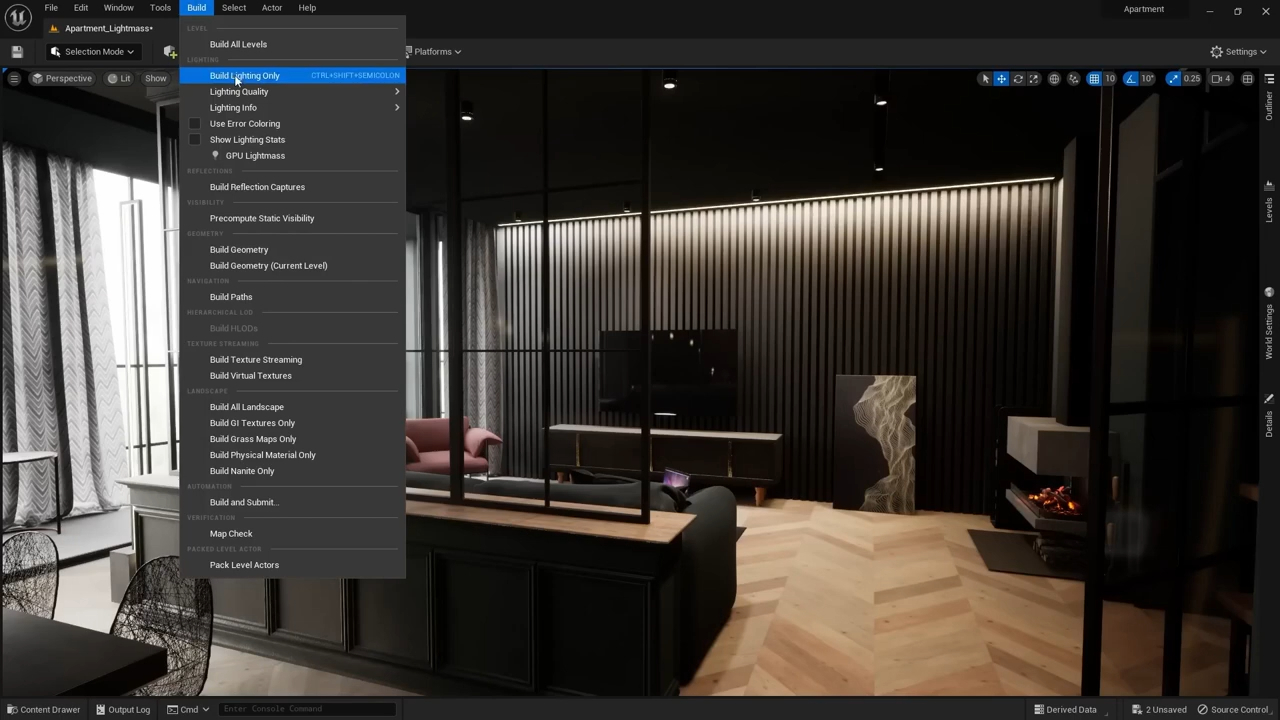 File Edit Window Tools Build Select Actor Help
Apartment
Apartment_Lightmass•
Selection Mode
Platforms
Settings
Perspective Lit Show
10 10° 0.25 4
LEVEL
Build All Levels
LIGHTING
Build Lighting Only CTRL+SHIFT+SEMICOLON
Lighting Quality
Lighting Info
Use Error Coloring
Show Lighting Stats
GPU Lightmass
REFLECTIONS
Build Reflection Captures
VISIBILITY
Precompute Static Visibility
GEOMETRY
Build Geometry
Build Geometry (Current Level)
NAVIGATION
Build Paths
HIERARCHICAL LOD
Build HLODs
TEXTURE STREAMING
Build Texture Streaming
Build Virtual Textures
LANDSCAPE
Build All Landscape
Build GI Textures Only
Build Grass Maps Only
Build Physical Material Only
Build Nanite Only
AUTOMATION
Build and Submit...
VERIFICATION
Map Check
PACKED LEVEL ACTOR
Pack Level Actors
Outliner
Levels
World Settings
Details
Content Drawer Output Log Cmd Enter Console Command Derived Data 2 Unsaved Source Control